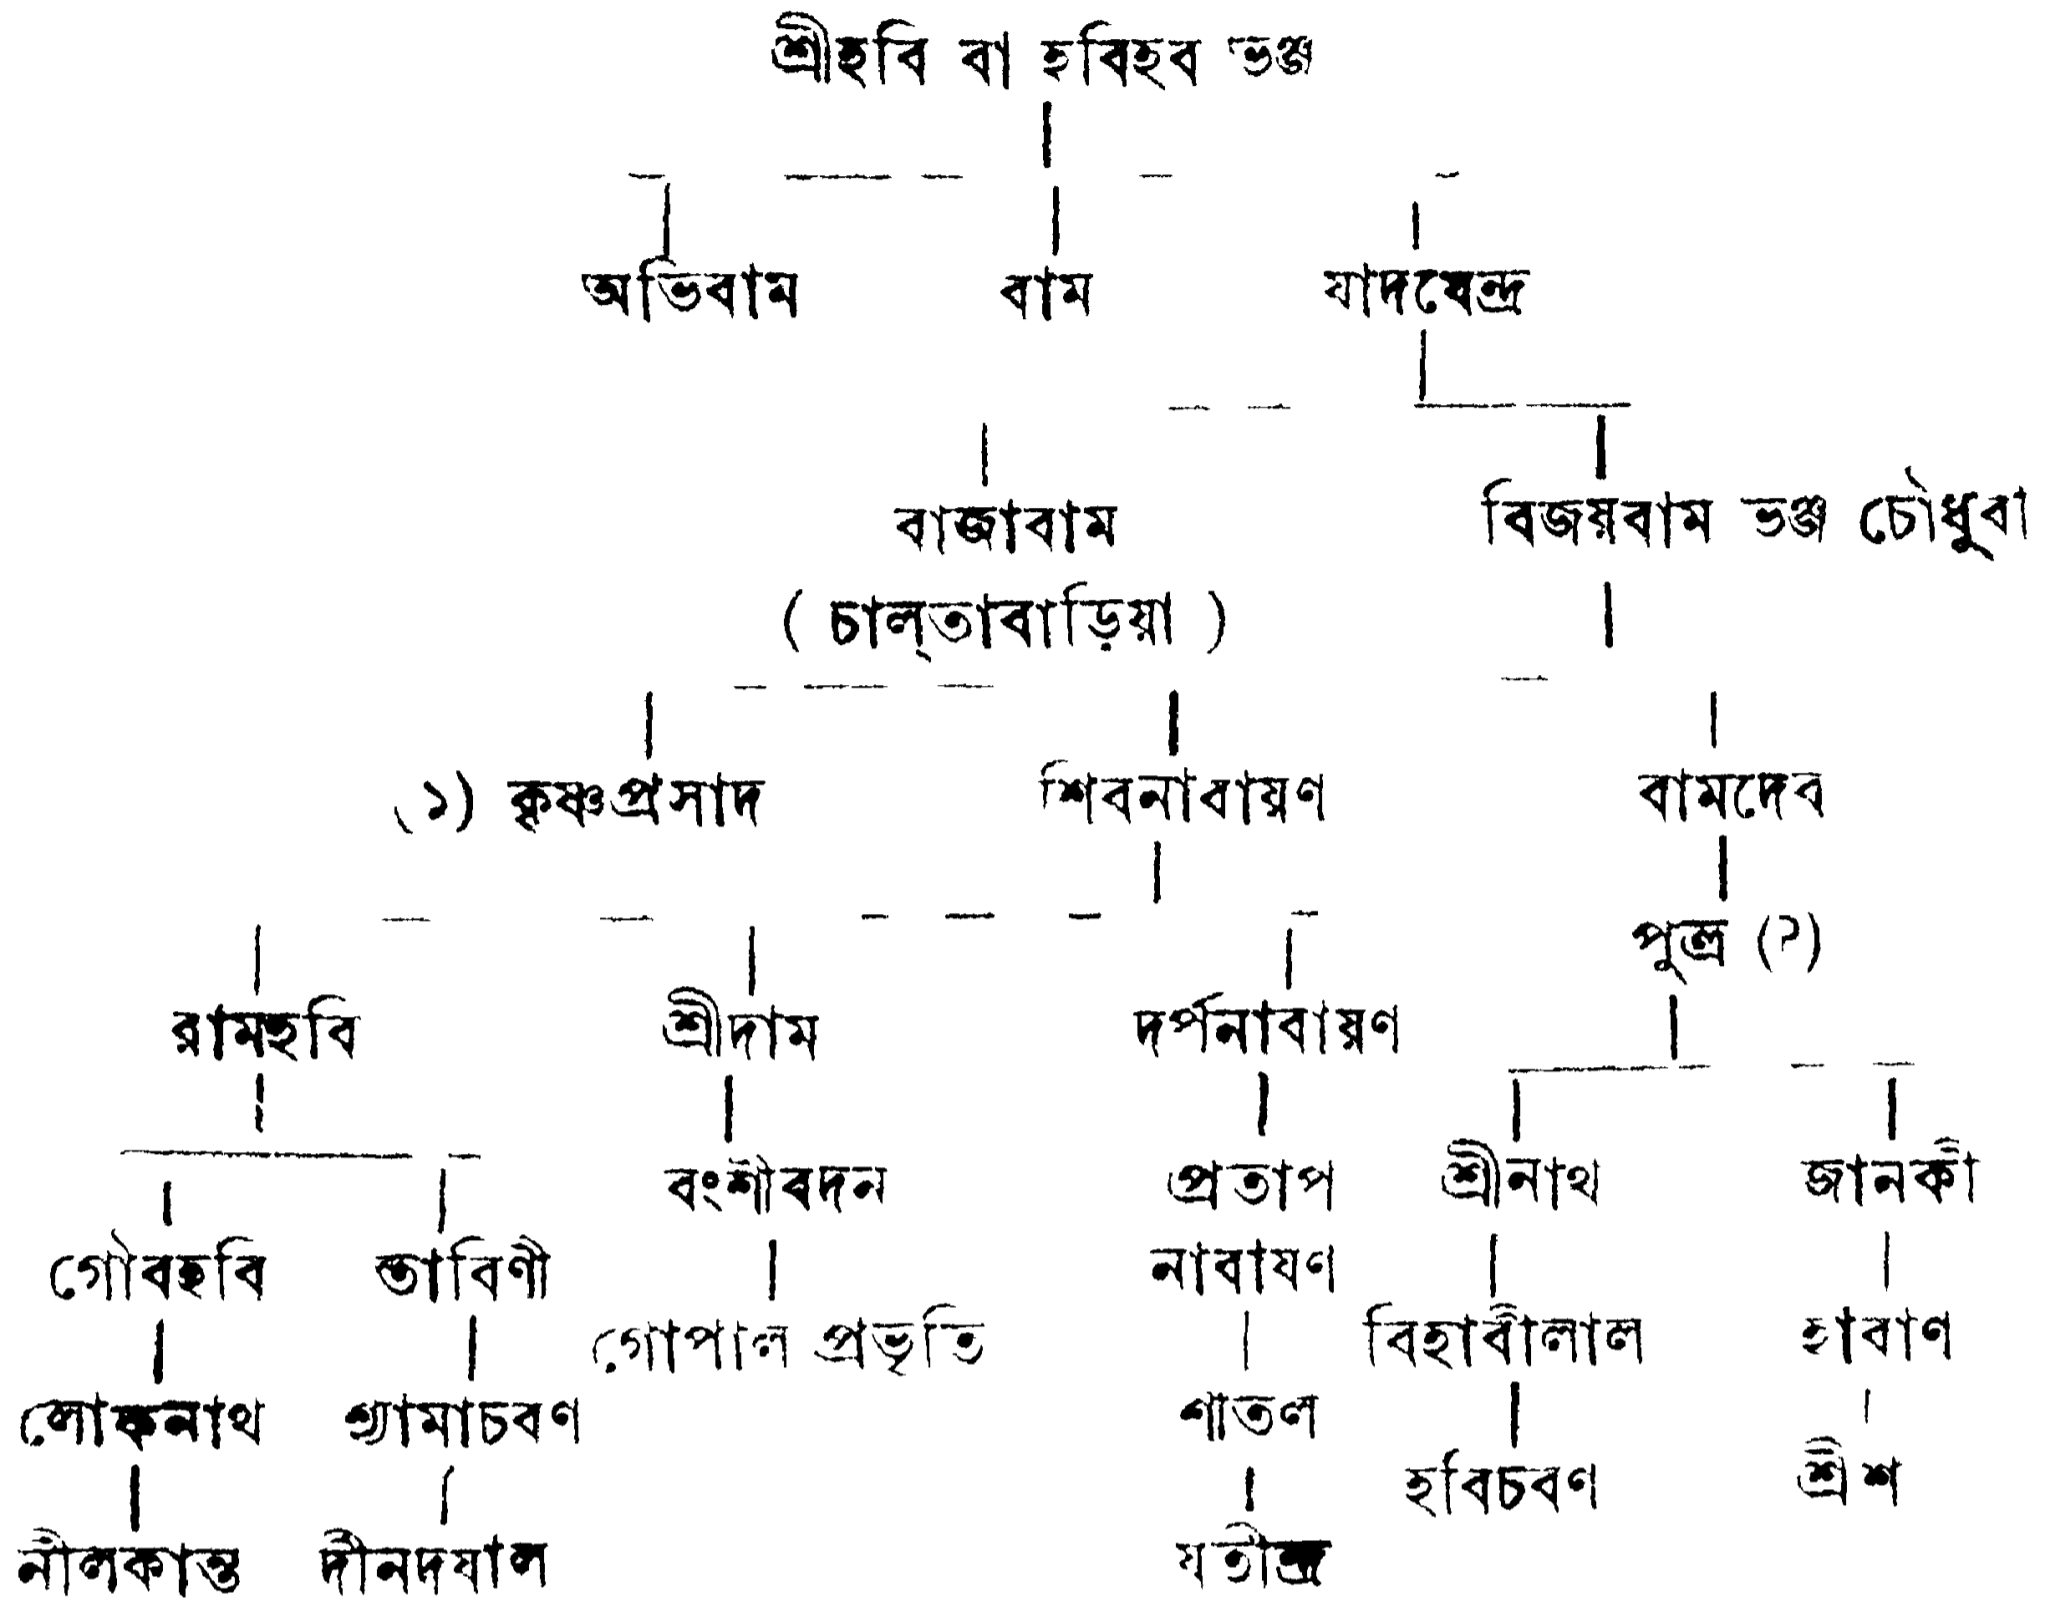 শ্রীহরি বা হরিহর ভঞ্জ
অভিরাম রাম যাদবেন্দ্র
রাজারাম বিজয়রাম ভঞ্জ চৌধুরী
( চাল্‌তাবাড়িয়া )
(১) কৃষ্ণপ্রসাদ শিবনারায়ণ রামদেব
পুত্র (?)
রামহরি শ্রীদাম দর্পনারায়ণ
বংশীবদন প্রতাপ শ্রীনাথ জানকী
গৌরহরি তারিণী নারায়ণ
গোপাল প্রভৃতি বিহারীলাল হারাণ
লোকনাথ শ্যামাচরণ শীতল
হরিচরণ শ্রীশ
নীলকান্ত দীনদয়াল যতীন্দ্র